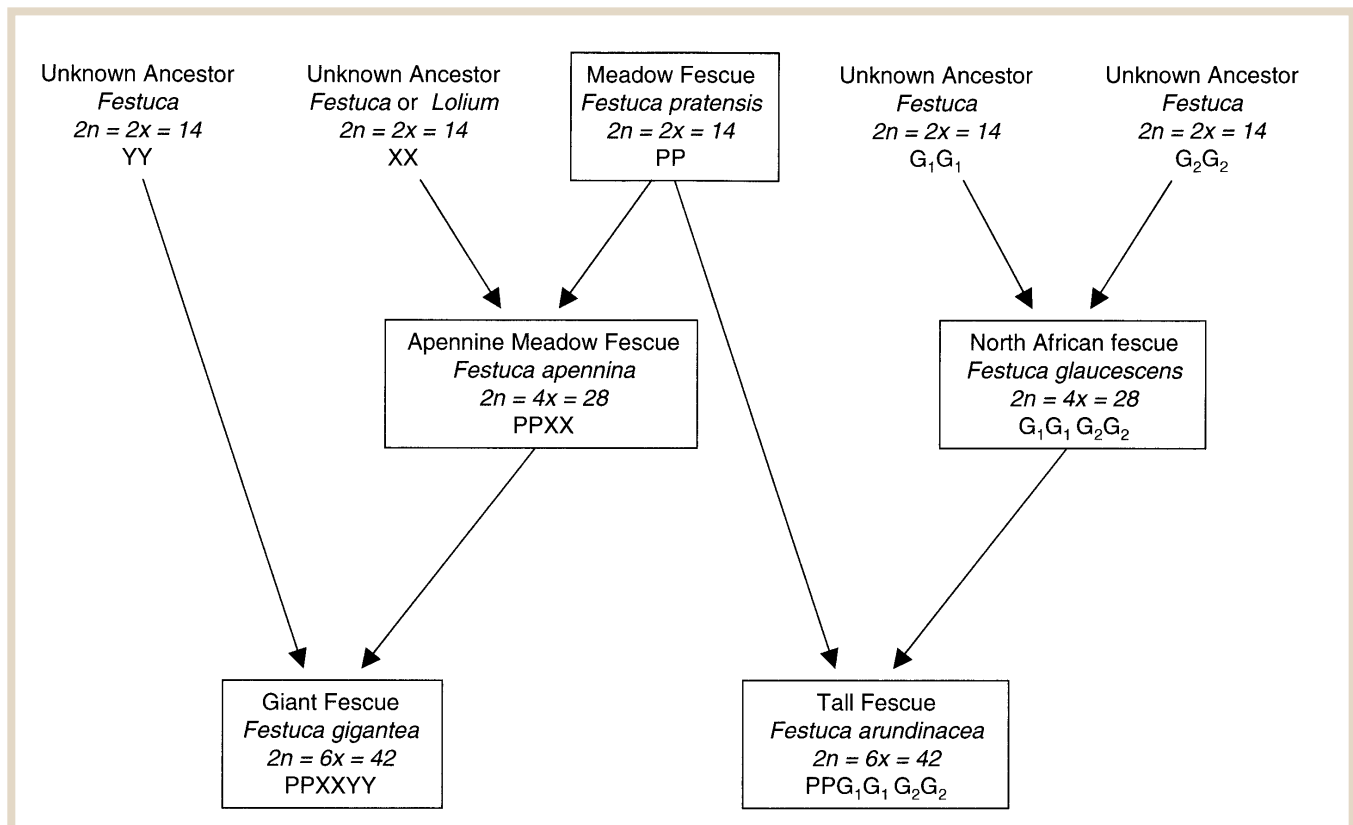 Unknown Ancestor
Festuca
2n = 2x = 14
YY
Unknown Ancestor
Festuca or Lolium
2n = 2x = 14
XX
Meadow Fescue
Festuca pratensis
2n = 2x = 14
PP
Unknown Ancestor
Festuca
2n = 2x = 14
G₁G₁
Unknown Ancestor
Festuca
2n = 2x = 14
G₂G₂
Apennine Meadow Fescue
Festuca apennina
2n = 4x = 28
PPXX
North African fescue
Festuca glaucescens
2n = 4x = 28
G₁G₁ G₂G₂
Giant Fescue
Festuca gigantea
2n = 6x = 42
PPXXYY
Tall Fescue
Festuca arundinacea
2n = 6x = 42
PPG₁G₁ G₂G₂